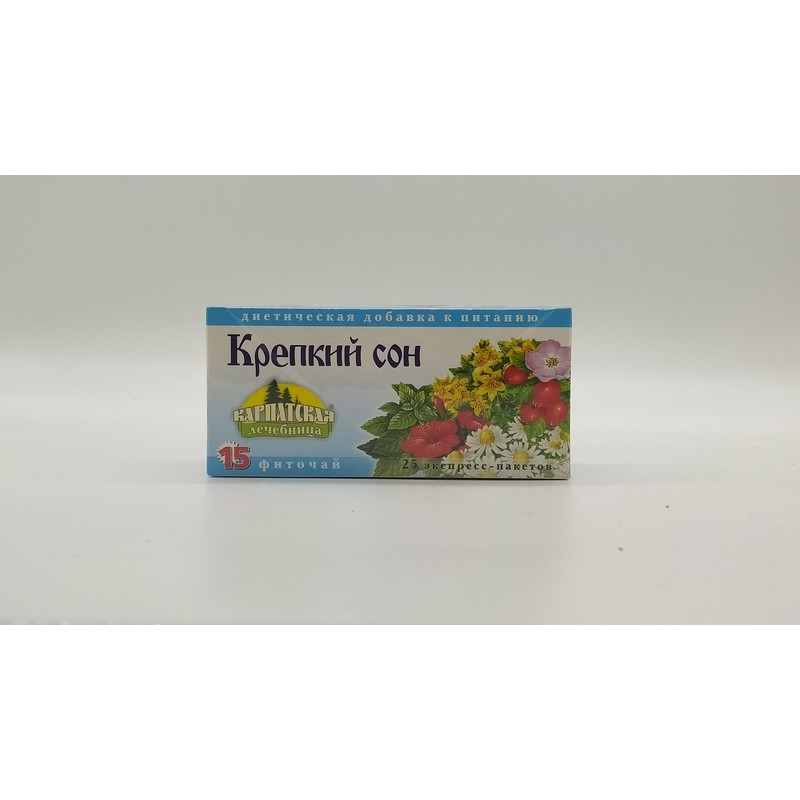 диетическая добавка к питанию
Крепкий сон
КАРПАТСКАЯ
лечебница
15 фиточай
25 экспресс-пакетов